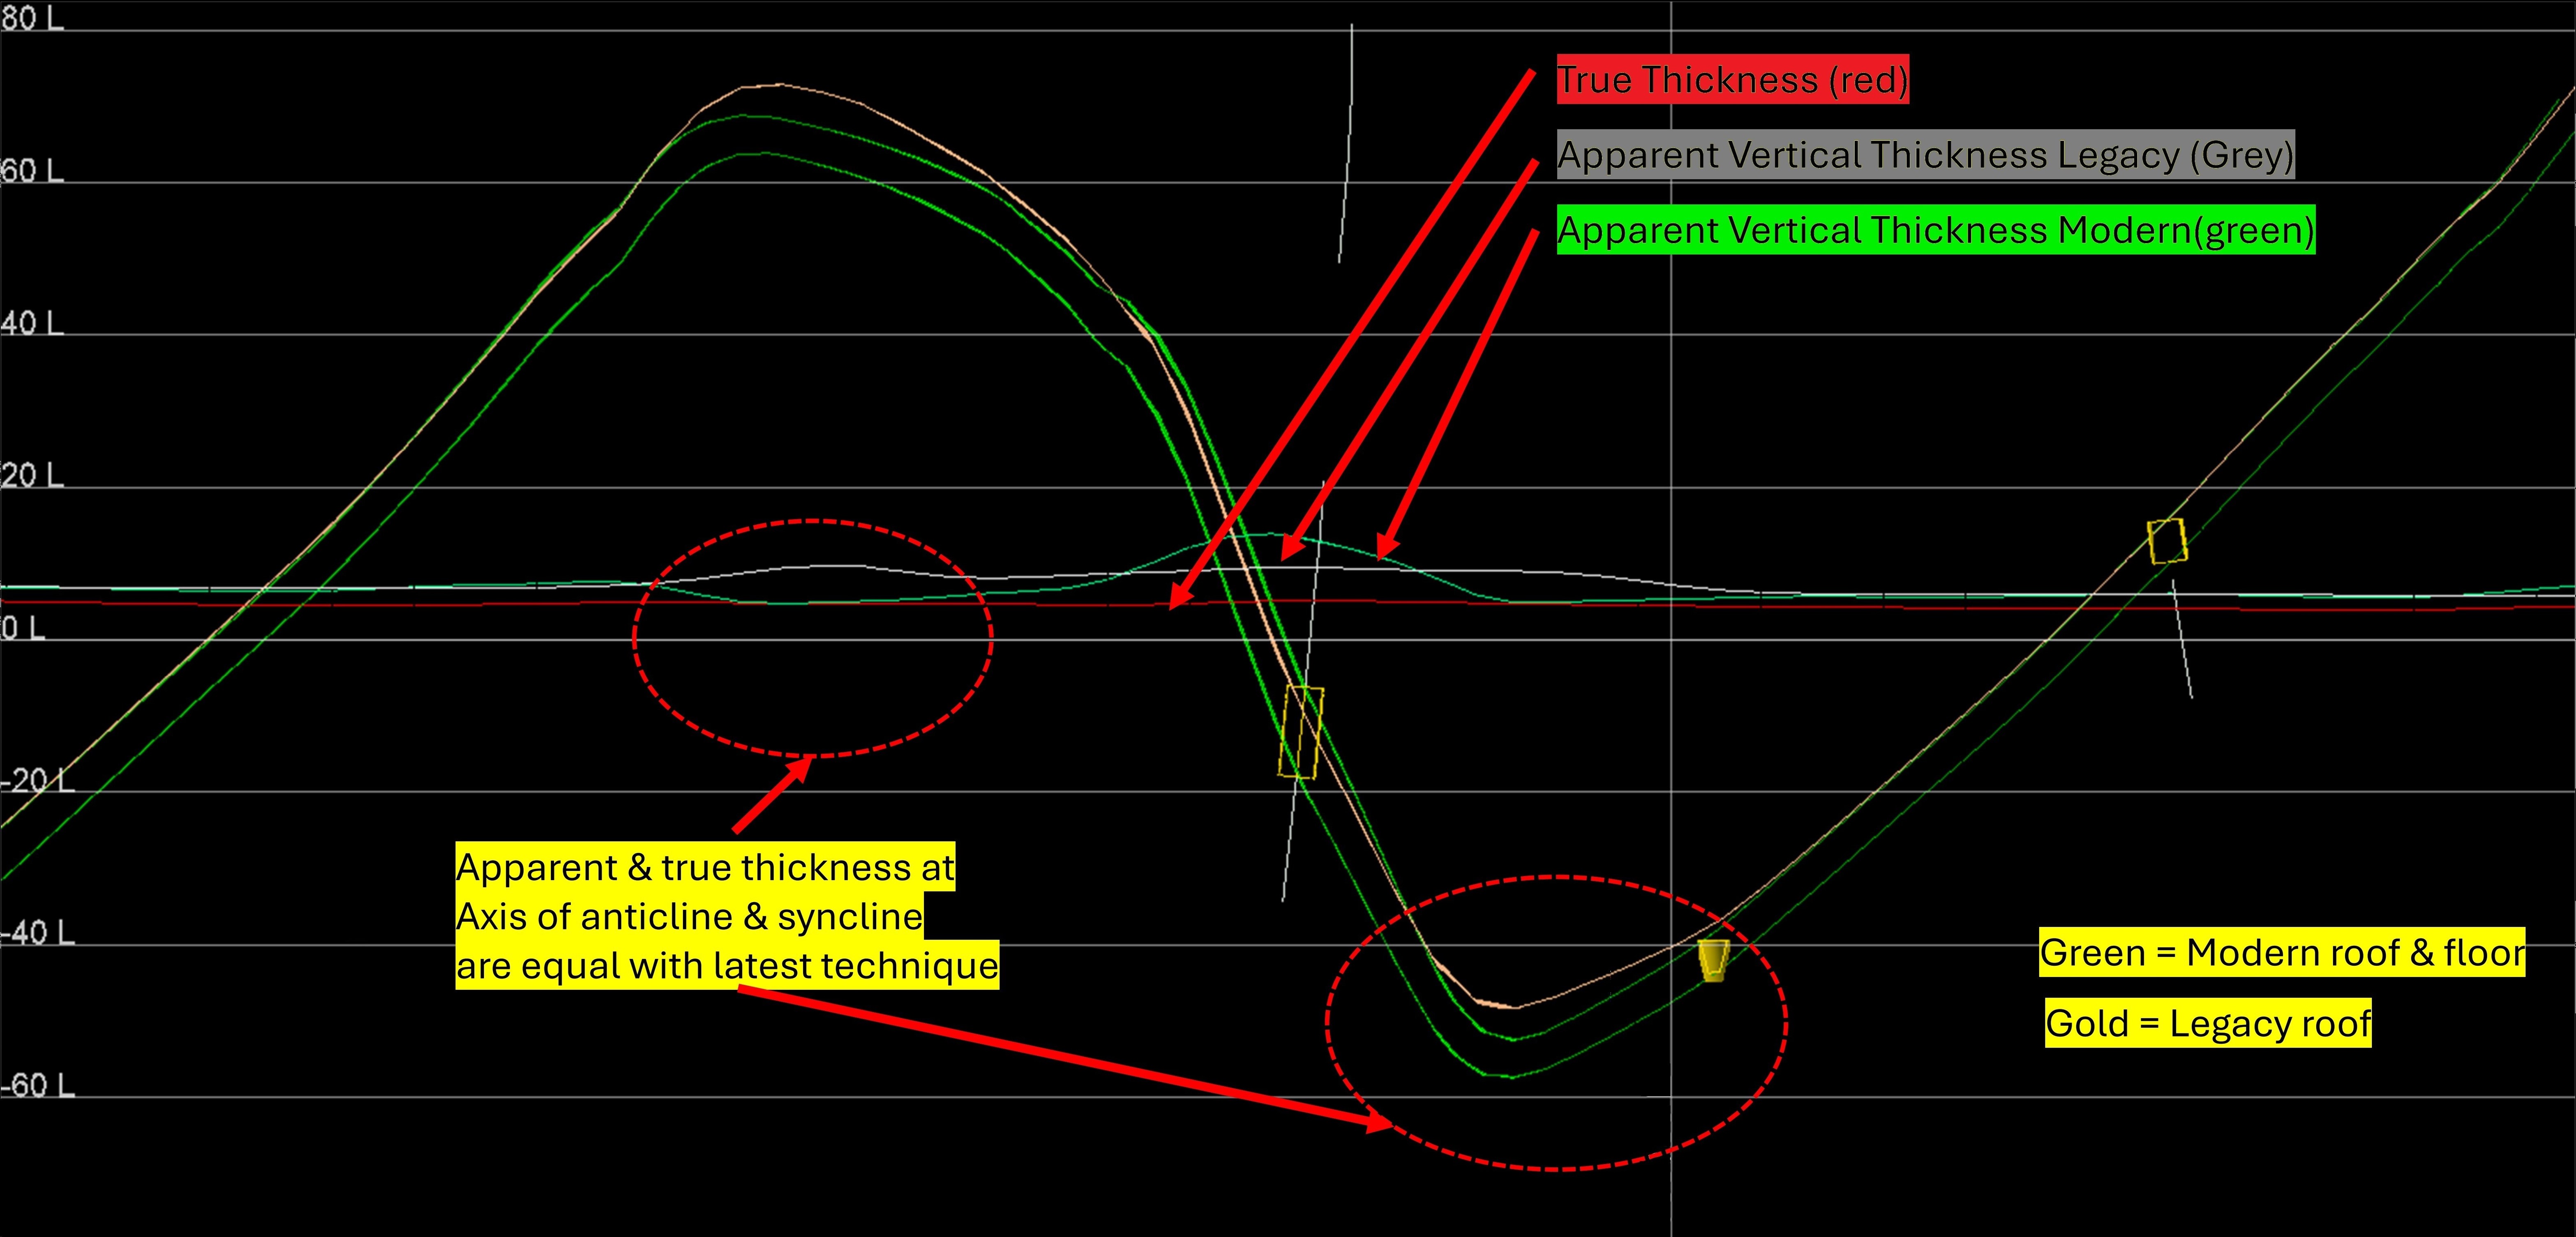 80 L
True Thickness (red)
Apparent Vertical Thickness Legacy (Grey)
60 L
Apparent Vertical Thickness Modern(green)
40 L
20 L
0 L
-20 L
Apparent & true thickness at
Axis of anticline & syncline
are equal with latest technique
-40 L
Green = Modern roof & floor
Gold = Legacy roof
-60 L